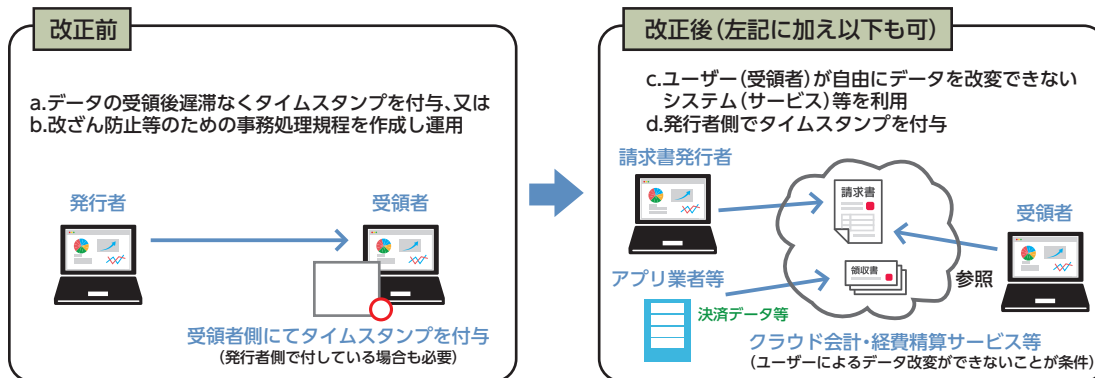 改正前
a.データの受領後遅滞なくタイムスタンプを付与、又は
b.改ざん防止等のための事務処理規程を作成し運用
発行者
受領者
受領者側にてタイムスタンプを付与
(発行者側で付している場合も必要)
改正後(左記に加え以下も可)
c.ユーザー(受領者)が自由にデータを改変できない
システム(サービス)等を利用
d.発行者側でタイムスタンプを付与
請求書発行者
請求書
受領者
アプリ業者等
領収書
参照
決済データ等
クラウド会計・経費精算サービス等
(ユーザーによるデータ改変ができないことが条件)